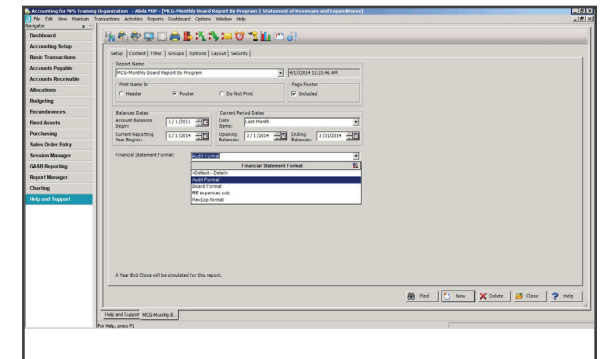 Accounting for NPS Training Organization - Abila MIP - [MCG-Monthly Board Report By Program | Statement of Revenues and Expenditures]
File Edit View Maintain Transactions Activities Reports Dashboard Options Window Help
Navigator
Dashboard
Accounting Setup
Basic Transactions
Accounts Payable
Accounts Receivable
Allocations
Budgeting
Encumbrances
Fixed Assets
Purchasing
Sales Order Entry
Session Manager
GASB Reporting
Report Manager
Charting
Help and Support
Setup Content Filter Groups Options Layout Security
Report Name
MCG-Monthly Board Report By Program
Print Name In
Header Footer Do Not Print
Page Footer
Included
Balances Dates
Account Balances Begin: 1/ 1/2011
Current Reporting Year Begins: 1/ 1/2014
Current Period Dates
Date Items: Last Month
Opening Balances: 3/ 1/2014 Ending Balances: 3/31/2014
Financial Statement Format: Audit Format
Financial Statement Format
<Default - Detail>
Audit Format
Board Format
RE expenses sub
RevExp format
A Year End Close will be simulated for this report.
Find New Delete Close Help
Help and Support MCG-Monthly B...
For Help, press F1